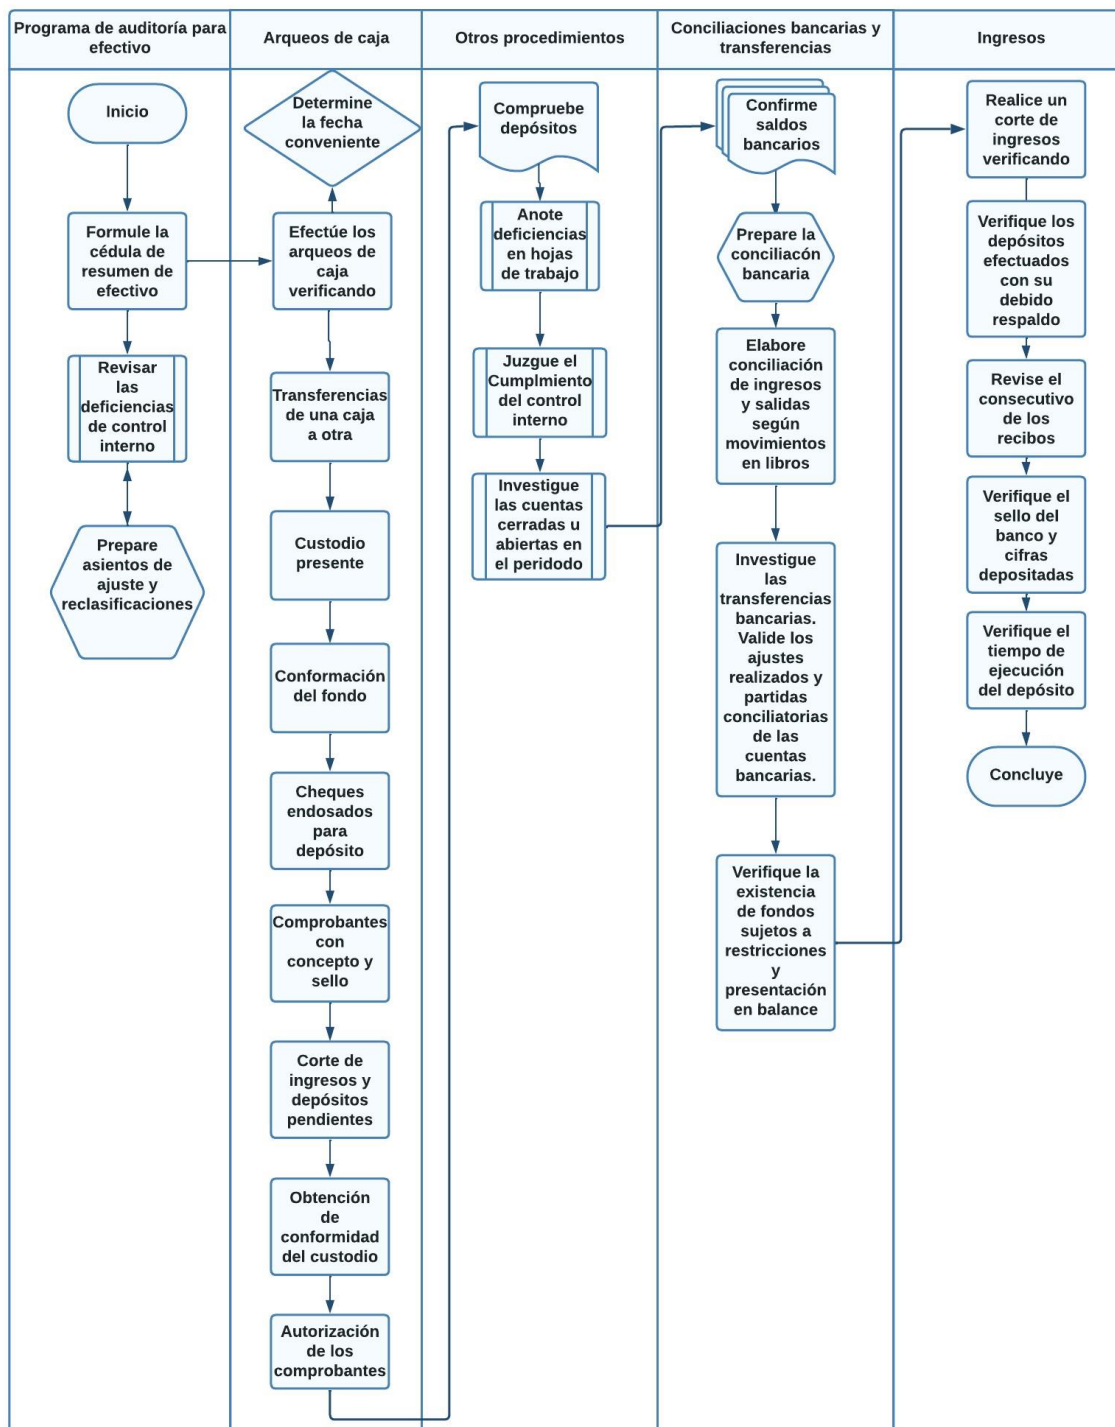 Programa de auditoría para
efectivo
Arqueos de caja
Otros procedimientos
Conciliaciones bancarias y
transferencias
Ingresos
Inicio
Formule la
cédula de
resumen de
efectivo
Revisar
las
deficiencias
de control
interno
Prepare
asientos de
ajuste y
reclasificaciones
Determine
la fecha
conveniente
Efectúe los
arqueos de
caja
verificando
Transferencias
de una caja
a otra
Custodio
presente
Conformación
del fondo
Cheques
endosados
para
depósito
Comprobantes
con
concepto y
sello
Corte de
ingresos y
depósitos
pendientes
Obtención
de
conformidad
del custodio
Autorización
de los
comprobantes
Compruebe
depósitos
Anote
deficiencias
en hojas
de trabajo
Juzgue el
Cumplmiento
del control
interno
Investigue
las cuentas
cerradas u
abiertas en
el peridodo
Confirme
saldos
bancarios
Prepare la
conciliacón
bancaria
Elabore
conciliación
de ingresos
y salidas
según
movimientos
en libros
Investigue
las
transferencias
bancarias.
Valide los
ajustes
realizados y
partidas
conciliatorias
de las
cuentas
bancarias.
Verifique la
existencia
de fondos
sujetos a
restricciones
y
presentación
en balance
Realice un
corte de
ingresos
verificando
Verifique los
depósitos
efectuados
con su
debido
respaldo
Revise el
consecutivo
de los
recibos
Verifique el
sello del
banco y
cifras
depositadas
Verifique el
tiempo de
ejecución
del depósito
Concluye